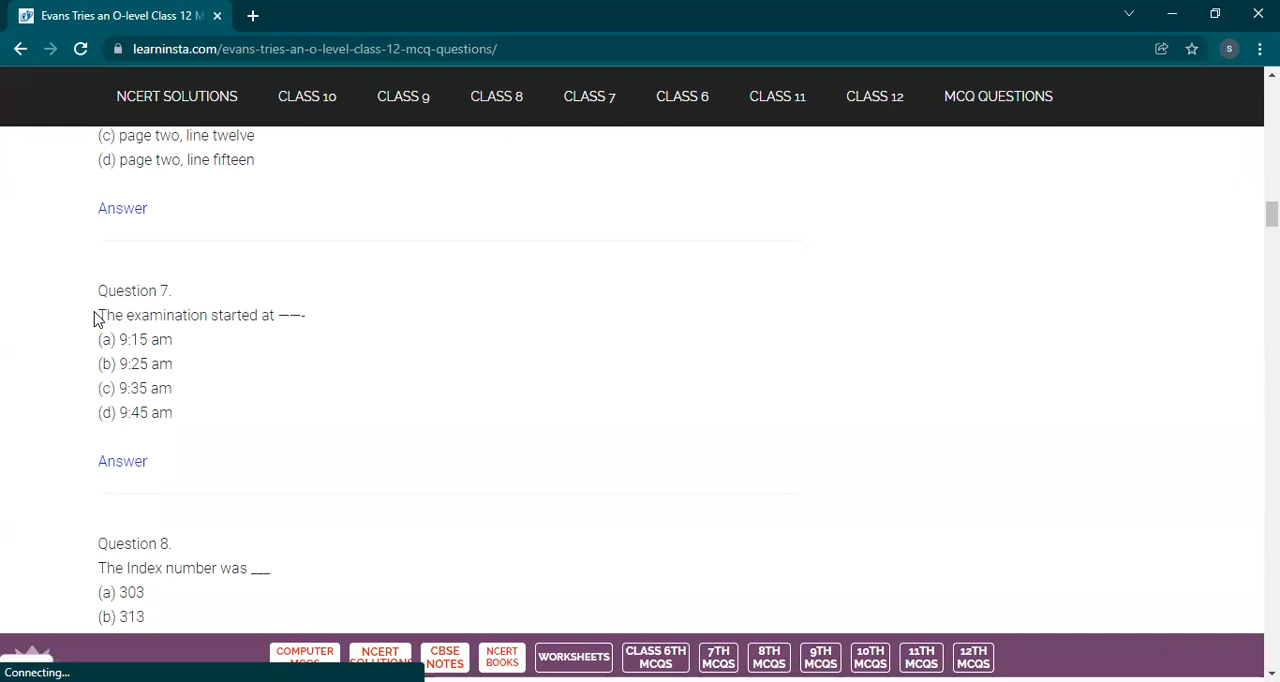 Evans Tries an O-level Class 12 M
learninsta.com/evans-tries-an-o-level-class-12-mcq-questions/
S
NCERT SOLUTIONS CLASS 10 CLASS 9 CLASS 8 CLASS 7 CLASS 6 CLASS 11 CLASS 12 MCQ QUESTIONS
(c) page two, line twelve
(d) page two, line fifteen
Answer
Question 7.
The examination started at ——-
(a) 9:15 am
(b) 9:25 am
(c) 9:35 am
(d) 9:45 am
Answer
Question 8.
The Index number was ___
(a) 303
(b) 313
COMPUTER
MCQS
NCERT
SOLUTIONS
CBSE
NOTES
NCERT
BOOKS
WORKSHEETS
CLASS 6TH
MCQS
7TH
MCQS
8TH
MCQS
9TH
MCQS
10TH
MCQS
11TH
MCQS
12TH
MCQS
Connecting...